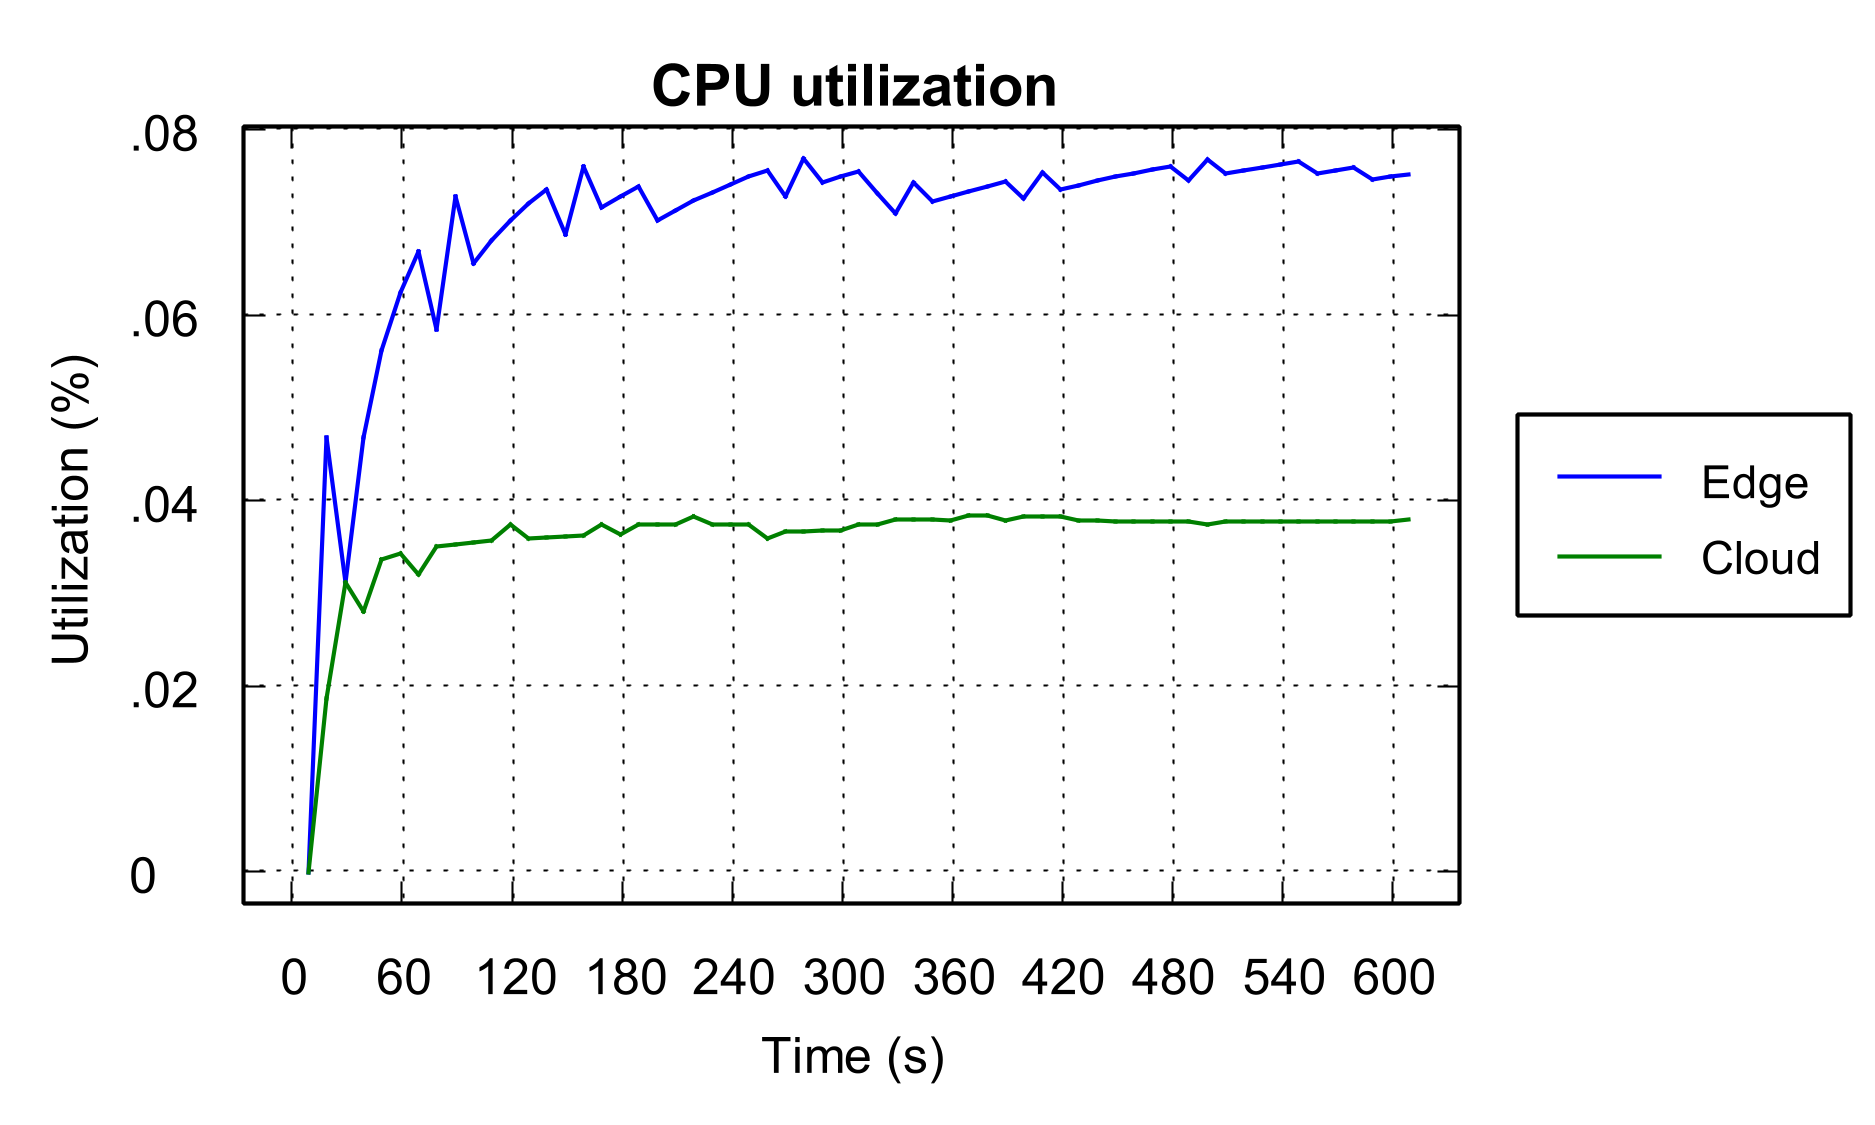 CPU utilization
.08
.06
.04
.02
0
Utilization (%)
0 60 120 180 240 300 360 420 480 540 600
Time (s)
Edge
Cloud